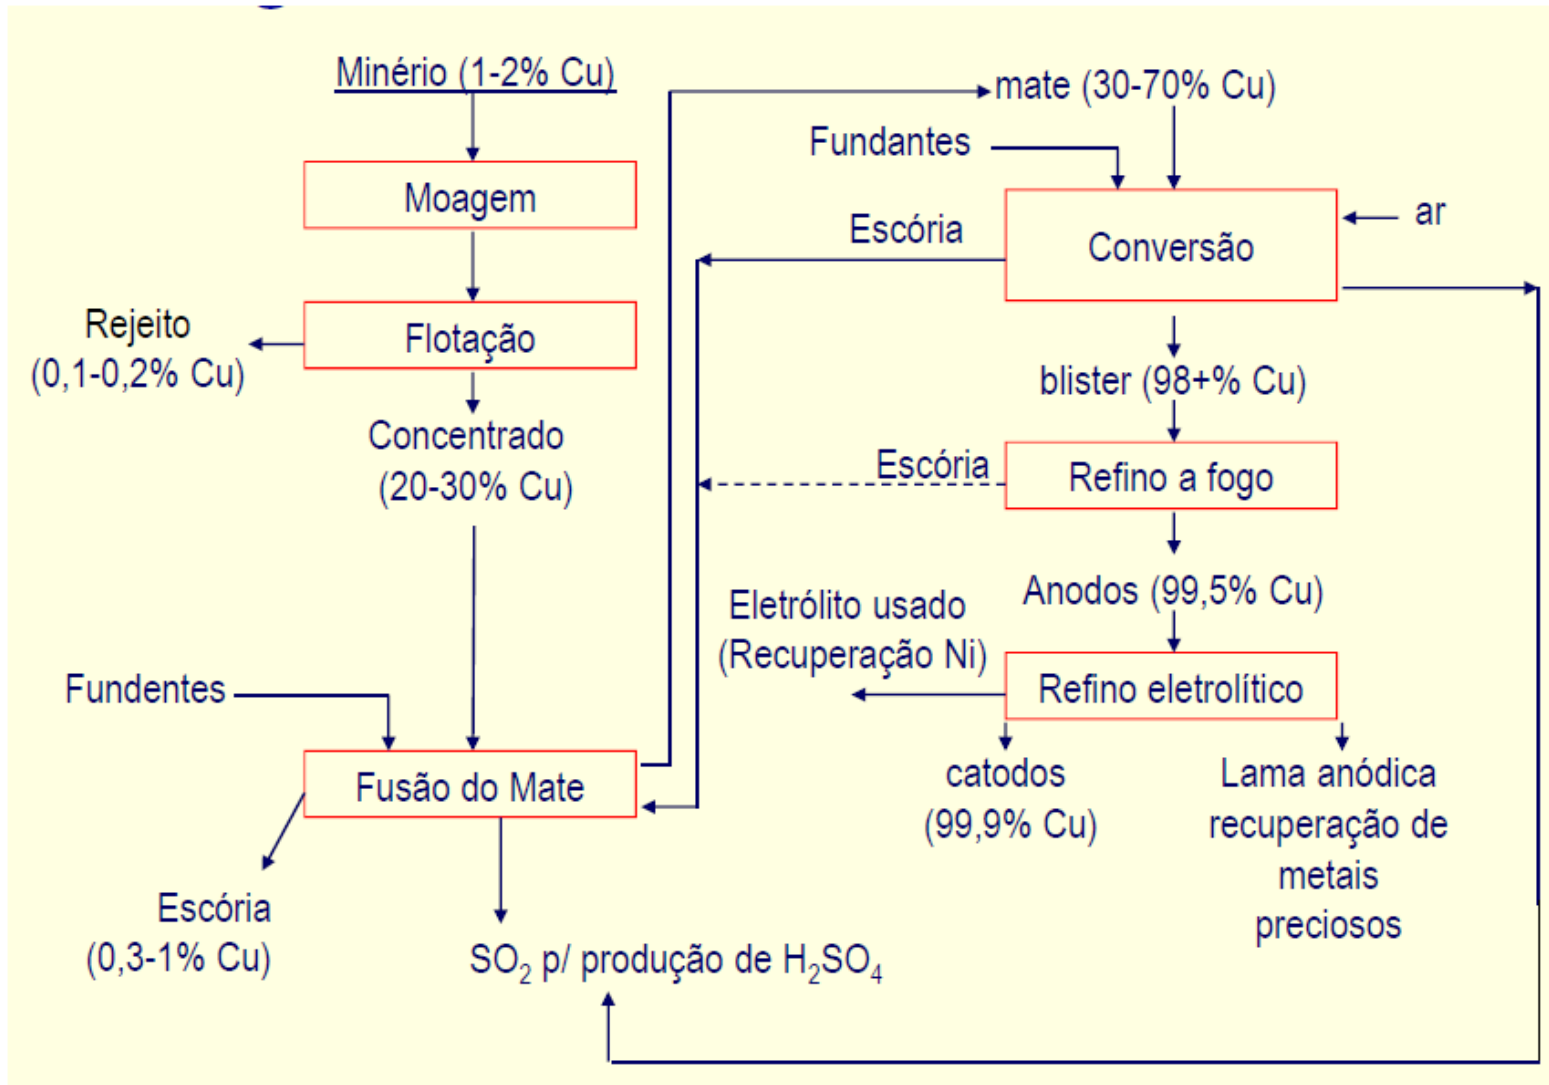 Minério (1-2% Cu)
Moagem
Flotação
Rejeito
(0,1-0,2% Cu)
Concentrado
(20-30% Cu)
Fundentes
Fusão do Mate
Escória
(0,3-1% Cu)
SO₂ p/ produção de H₂SO₄
mate (30-70% Cu)
Fundantes
ar
Conversão
Escória
blister (98+% Cu)
Escória
Refino a fogo
Anodos (99,5% Cu)
Eletrólito usado
(Recuperação Ni)
Refino eletrolítico
catodos
(99,9% Cu)
Lama anódica
recuperação de
metais
preciosos